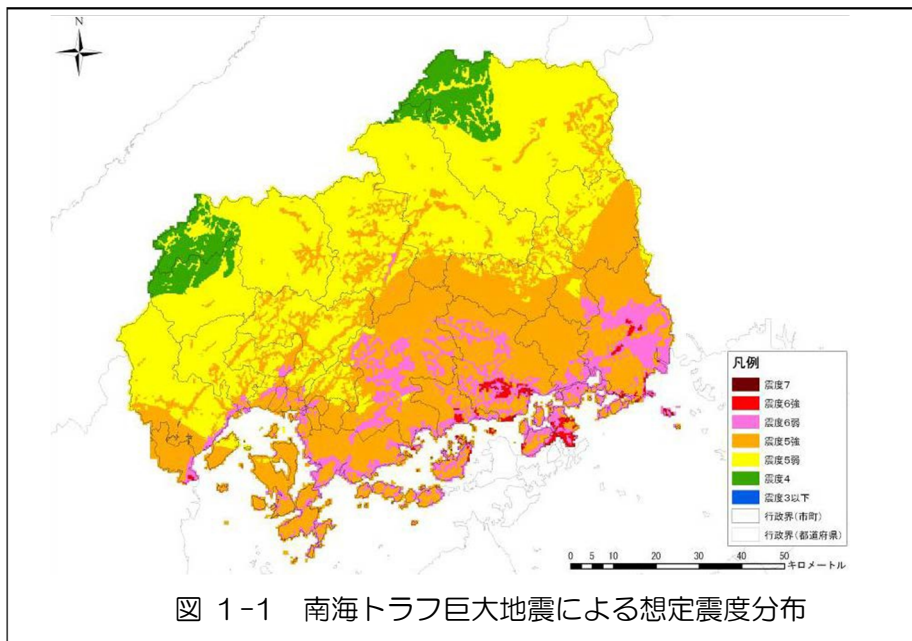 N
凡例
震度7
震度6強
震度6弱
震度5強
震度5弱
震度4
震度3以下
行政界(市町)
行政界(都道府県)
0 5 10 20 30 40 50
キロメートル
図 1-1 南海トラフ巨大地震による想定震度分布